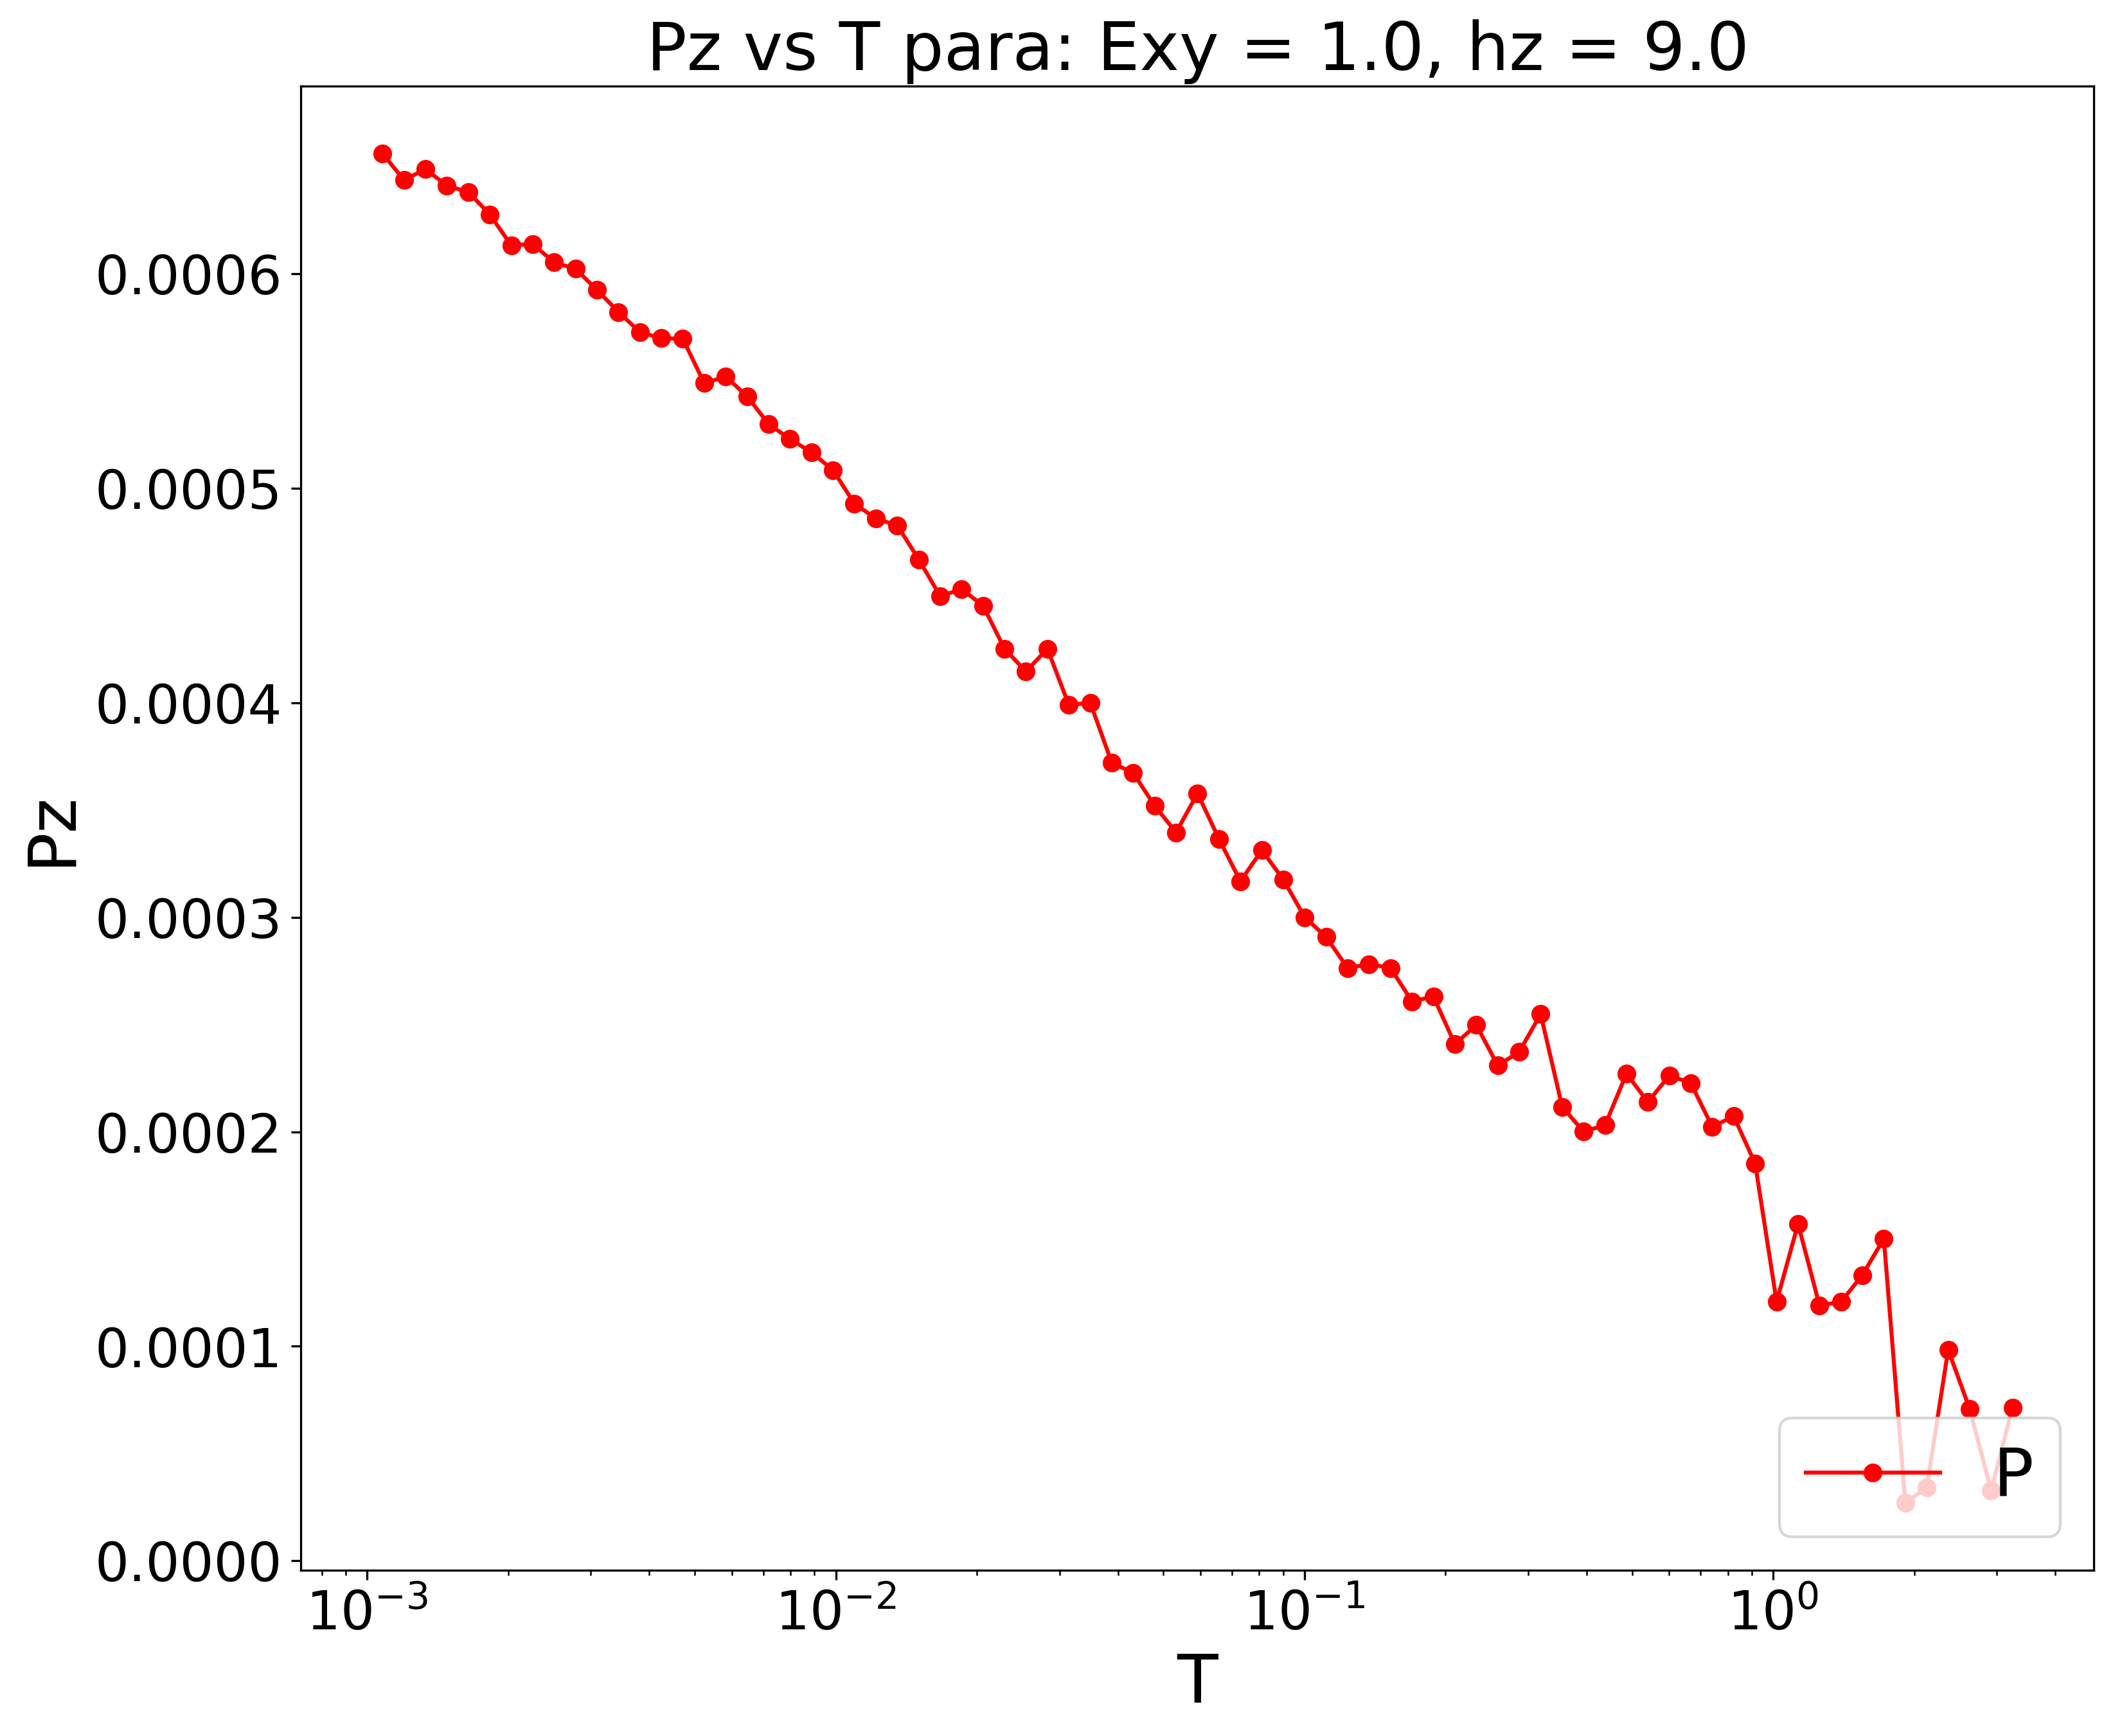 Pz vs T para: Exy = 1.0, hz = 9.0
0.0006
0.0005
0.0004
0.0003
0.0002
0.0001
0.0000
Pz
P
10⁻³ 10⁻² 10⁻¹ 10⁰
T